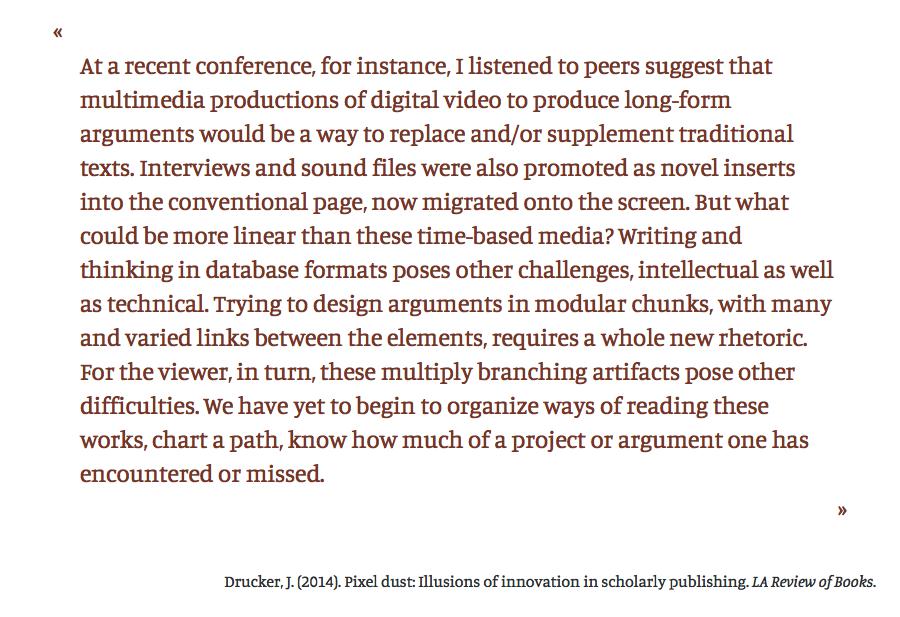 «
At a recent conference, for instance, I listened to peers suggest that
multimedia productions of digital video to produce long-form
arguments would be a way to replace and/or supplement traditional
texts. Interviews and sound files were also promoted as novel inserts
into the conventional page, now migrated onto the screen. But what
could be more linear than these time-based media? Writing and
thinking in database formats poses other challenges, intellectual as well
as technical. Trying to design arguments in modular chunks, with many
and varied links between the elements, requires a whole new rhetoric.
For the viewer, in turn, these multiply branching artifacts pose other
difficulties. We have yet to begin to organize ways of reading these
works, chart a path, know how much of a project or argument one has
encountered or missed.
»
Drucker, J. (2014). Pixel dust: Illusions of innovation in scholarly publishing. LA Review of Books.